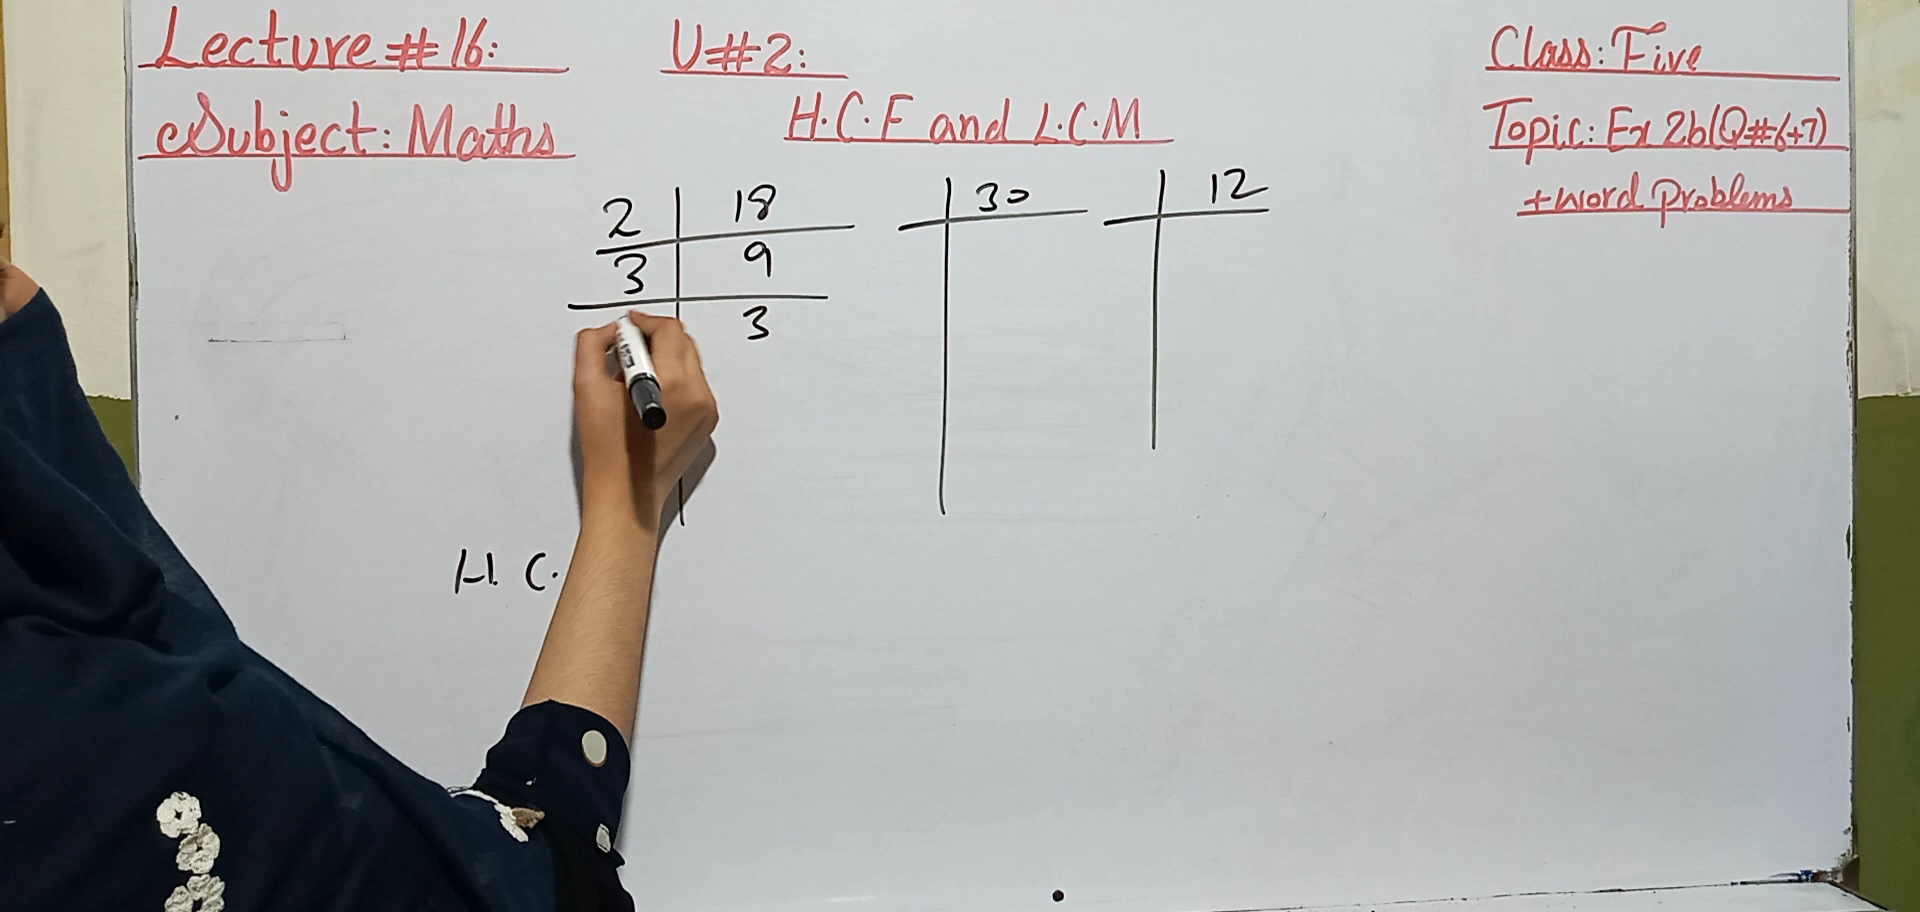 Lecture # 16:
U#2:
Class: Five
Subject: Maths
H.C.F and L.C.M
Topic: Ex 2b(Q#6+7)
+word problems
2 18
3 9
3
30
12
H. C.